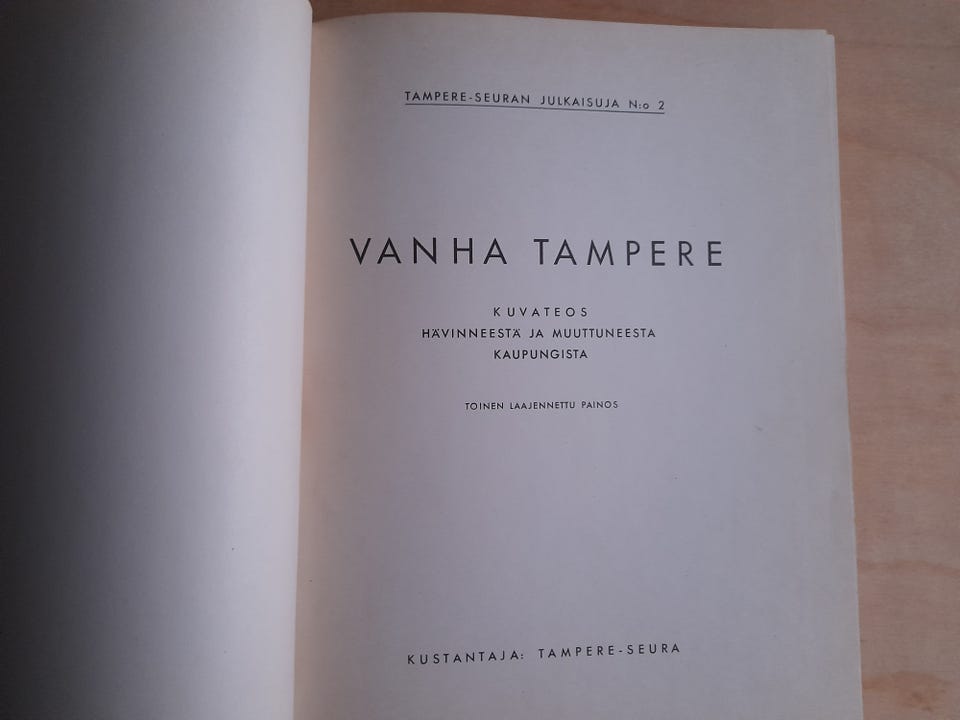 TAMPERE-SEURAN JULKAISUJA N:o 2
VANHA TAMPERE
KUVATEOS
HÄVINNEESTÄ JA MUUTTUNEESTA
KAUPUNGISTA
TOINEN LAAJENNETTU PAINOS
KUSTANTAJA: TAMPERE-SEURA